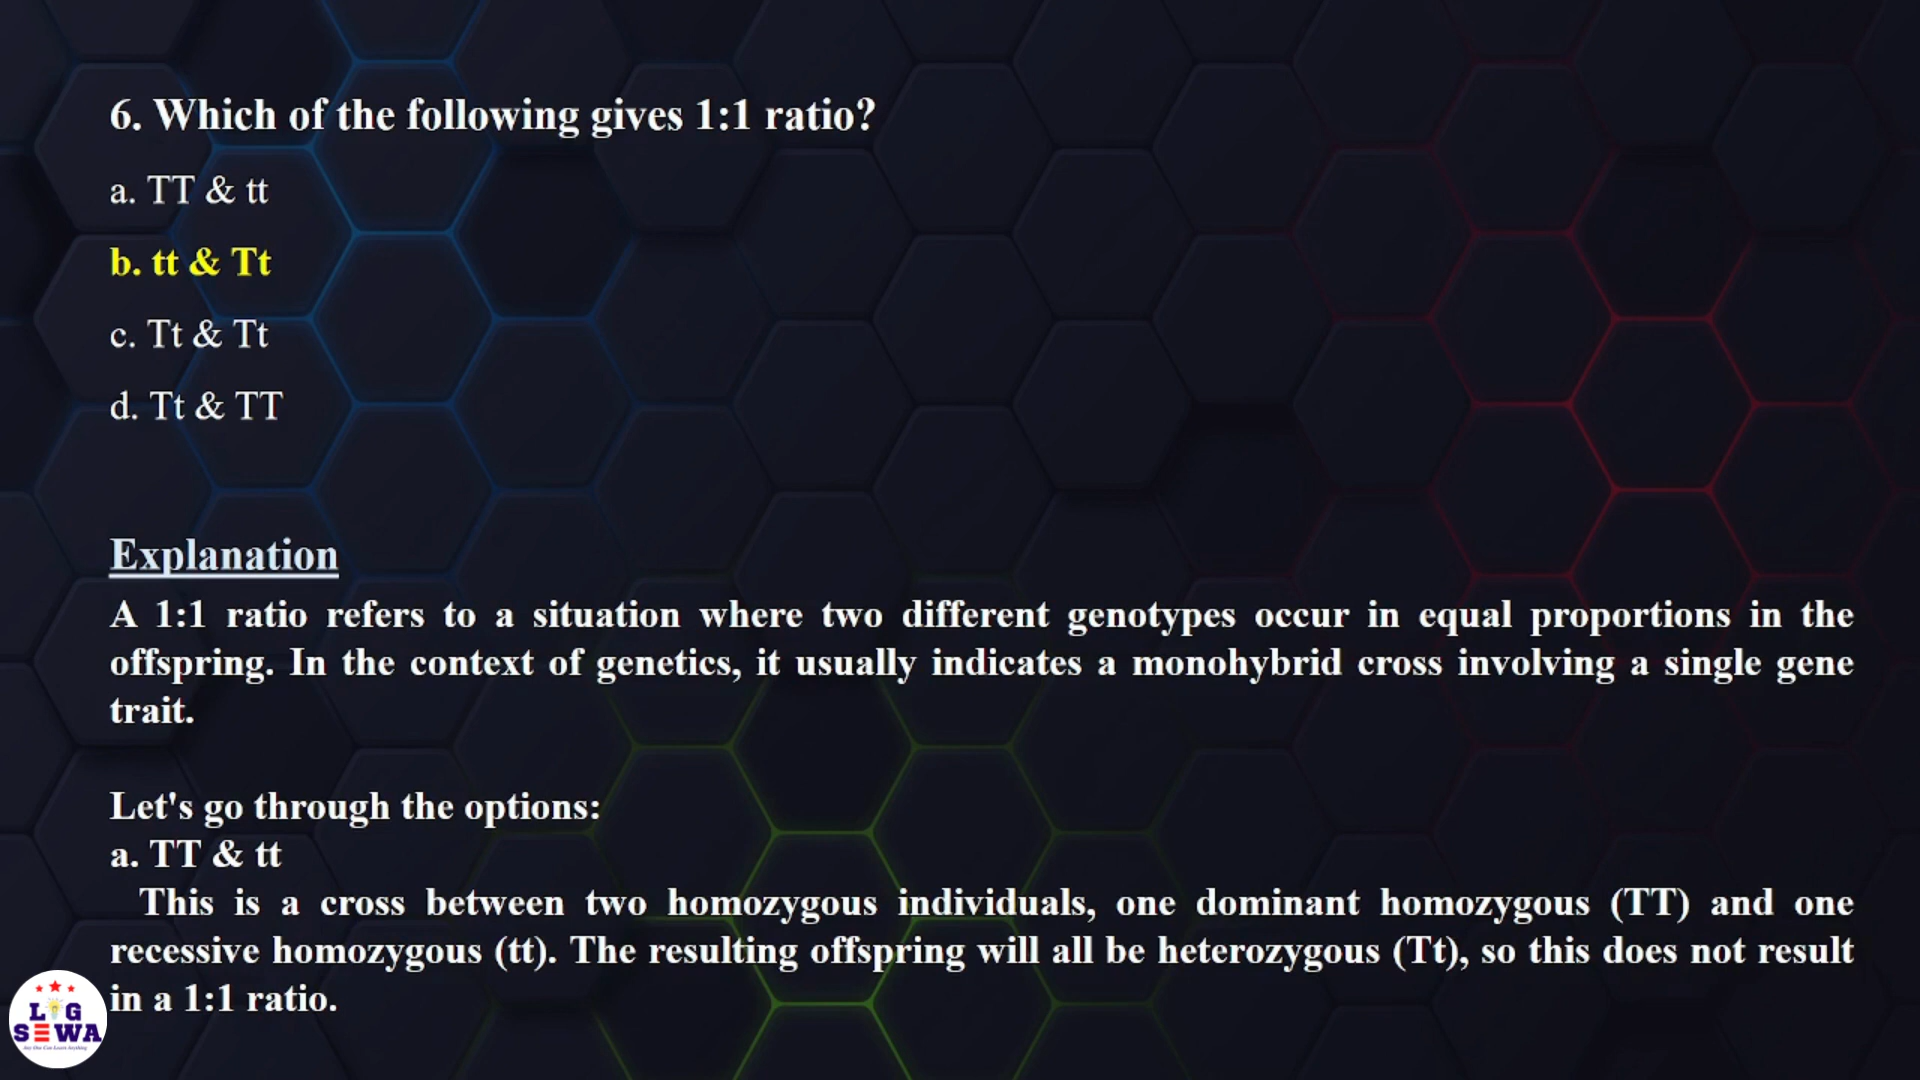 6. Which of the following gives 1:1 ratio?
a. TT & tt
b. tt & Tt
c. Tt & Tt
d. Tt & TT
Explanation
A 1:1 ratio refers to a situation where two different genotypes occur in equal proportions in the
offspring. In the context of genetics, it usually indicates a monohybrid cross involving a single gene
trait.
Let's go through the options:
a. TT & tt
This is a cross between two homozygous individuals, one dominant homozygous (TT) and one
recessive homozygous (tt). The resulting offspring will all be heterozygous (Tt), so this does not result
in a 1:1 ratio.
L G
SEWA